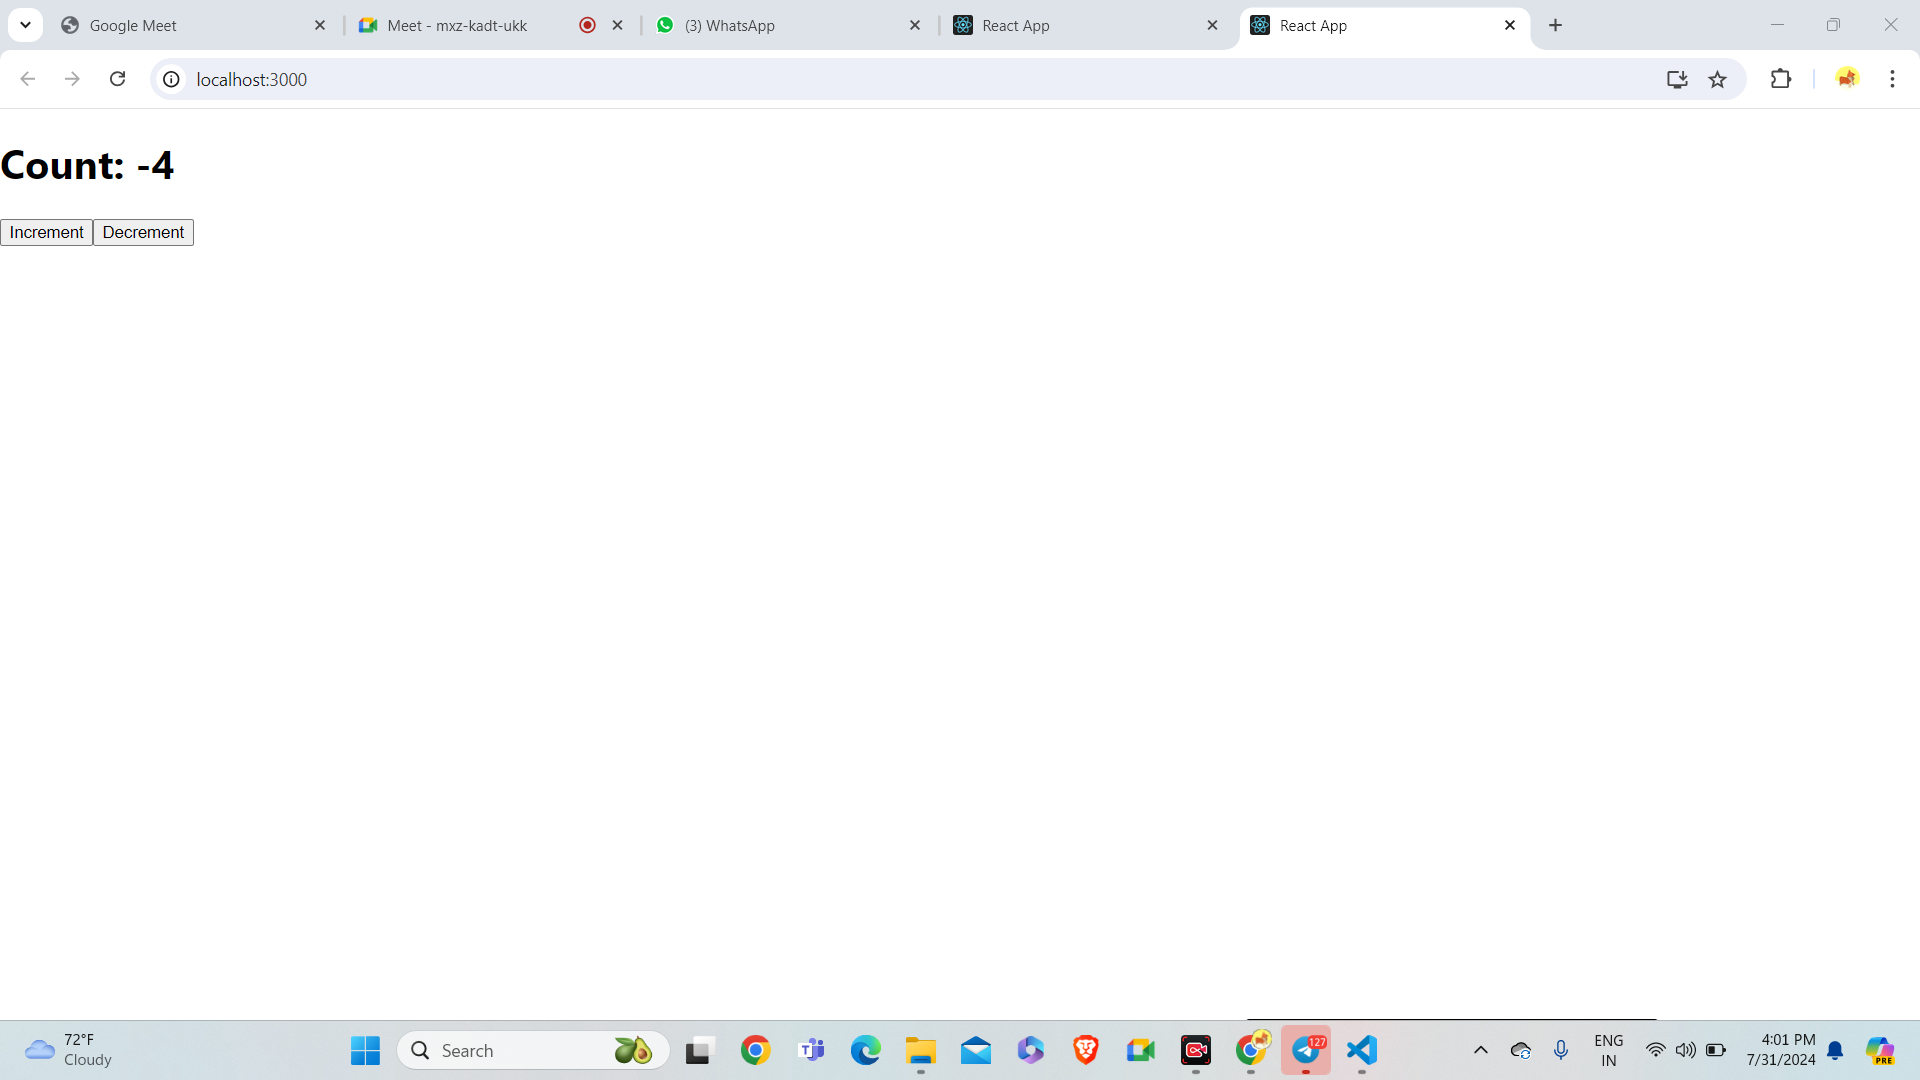 Google Meet
Meet - mxz-kadt-ukk
(3) WhatsApp
React App
React App
localhost:3000
Count: -4
Increment Decrement
72°F
Cloudy
Search
127
ENG
IN
4:01 PM
7/31/2024
PRE